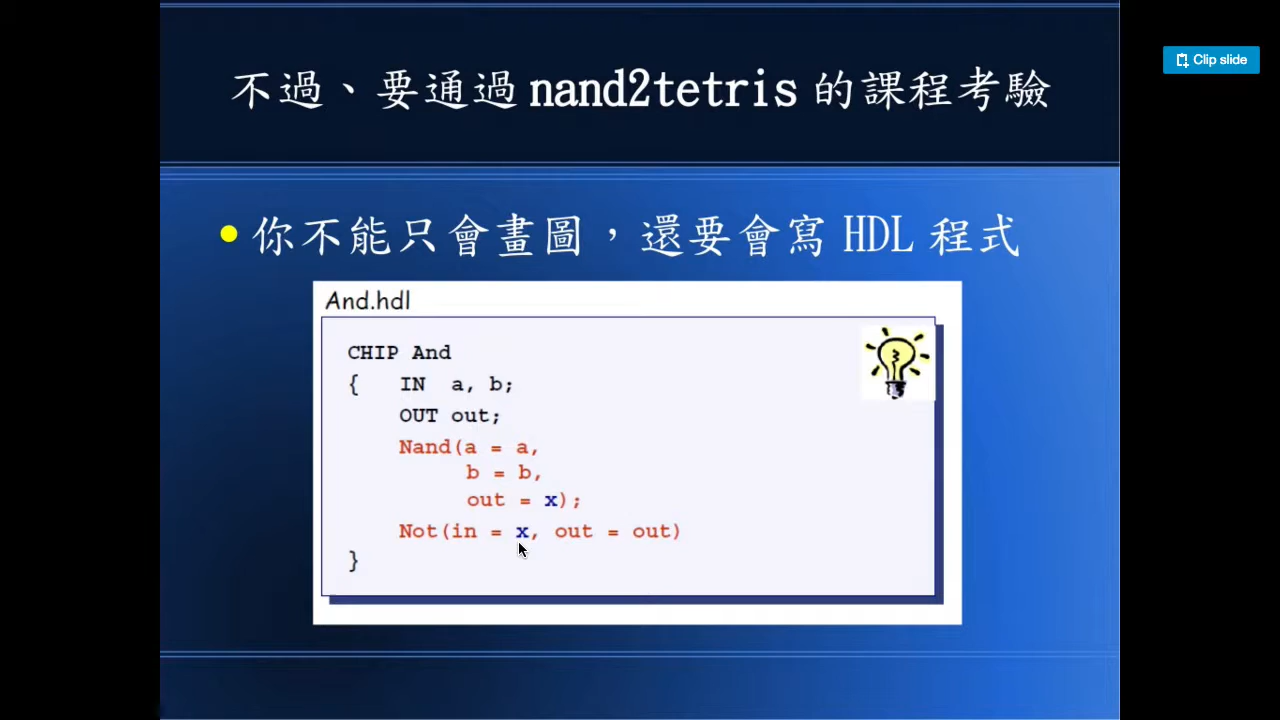 不過、要通過 nand2tetris 的課程考驗
Clip slide
你不能只會畫圖，還要會寫 HDL 程式
And.hdl
CHIP And
{ IN a, b;
OUT out;
Nand(a = a,
b = b,
out = x);
Not(in = x, out = out)
}